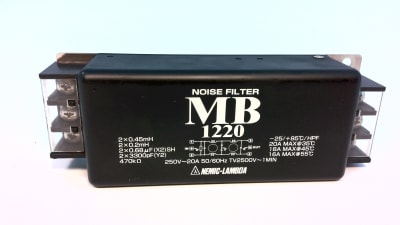 NOISE FILTER
MB
1220
2×0.45mH
2×0.2mH
2×0.68μF(X2)SH
2×3300pF(Y2)
470kΩ
-25/+85℃/HPF
20A MAX@35℃
18A MAX@45℃
16A MAX@55℃
250V~20A 50/60Hz TV2500V~1MIN
NEMIC-LAMBDA